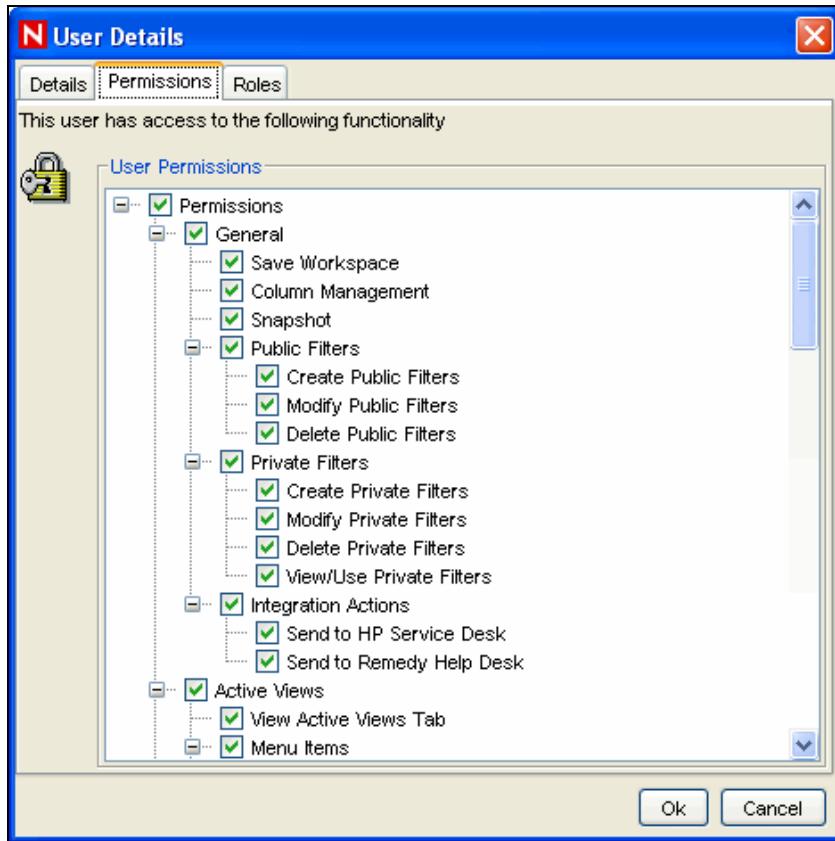 N User Details
Details Permissions Roles
This user has access to the following functionality
User Permissions
Permissions
General
Save Workspace
Column Management
Snapshot
Public Filters
Create Public Filters
Modify Public Filters
Delete Public Filters
Private Filters
Create Private Filters
Modify Private Filters
Delete Private Filters
View/Use Private Filters
Integration Actions
Send to HP Service Desk
Send to Remedy Help Desk
Active Views
View Active Views Tab
Menu Items
Ok Cancel